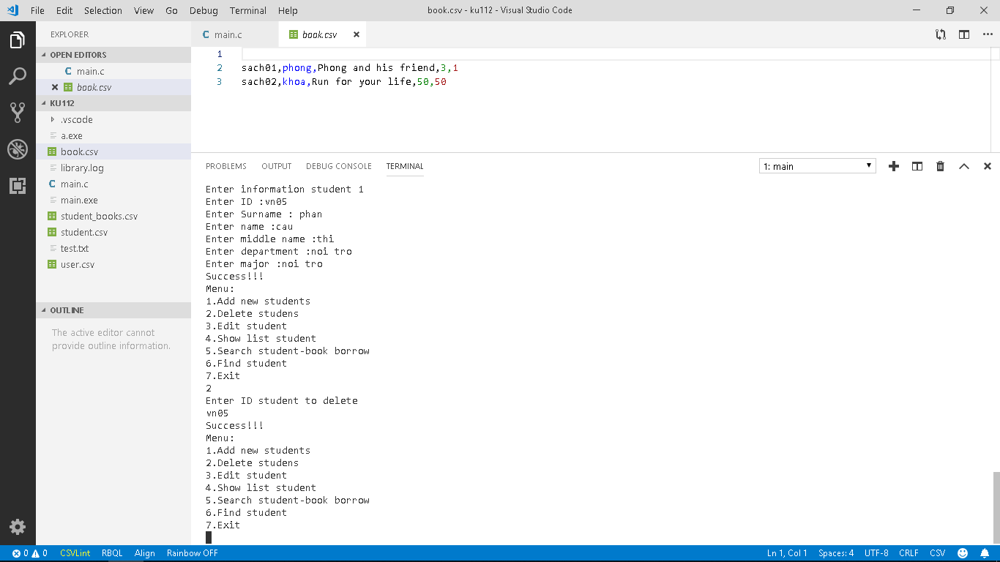 File Edit Selection View Go Debug Terminal Help
book.csv - ku112 - Visual Studio Code
EXPLORER
OPEN EDITORS
main.c
book.csv
KU112
.vscode
a.exe
book.csv
library.log
main.c
main.exe
student_books.csv
student.csv
test.txt
user.csv
OUTLINE
The active editor cannot
provide outline information.
main.c
book.csv
1
2 sach01,phong,Phong and his friend,3,1
3 sach02,khoa,Run for your life,50,50
PROBLEMS OUTPUT DEBUG CONSOLE TERMINAL
1: main
Enter information student 1
Enter ID :vn05
Enter Surname : phan
Enter name :cau
Enter middle name :thi
Enter department :noi tro
Enter major :noi tro
Success!!!
Menu:
1.Add new students
2.Delete studens
3.Edit student
4.Show list student
5.Search student-book borrow
6.Find student
7.Exit
2
Enter ID student to delete
vn05
Success!!!
Menu:
1.Add new students
2.Delete studens
3.Edit student
4.Show list student
5.Search student-book borrow
6.Find student
7.Exit
0 0 CSVLint RBQL Align Rainbow OFF
Ln 1, Col 1 Spaces: 4 UTF-8 CRLF CSV